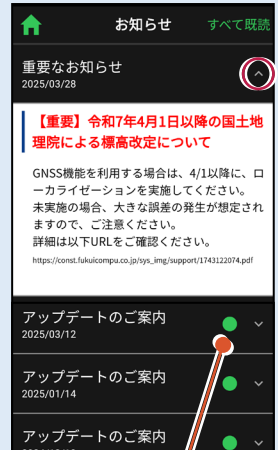 お知らせ
すべて既読
重要なお知らせ
2025/03/28
【重要】令和7年4月1日以降の国土地
理院による標高改定について
GNSS機能を利用する場合は、4/1以降に、ロ
ーカライゼーションを実施してください。
未実施の場合、大きな誤差の発生が想定され
ますので、ご注意ください。
詳細は以下URLをご確認ください。
https://const.fukuicompu.co.jp/sys_img/support/1743122074.pdf
アップデートのご案内
2025/03/12
アップデートのご案内
2025/01/14
アップデートのご案内